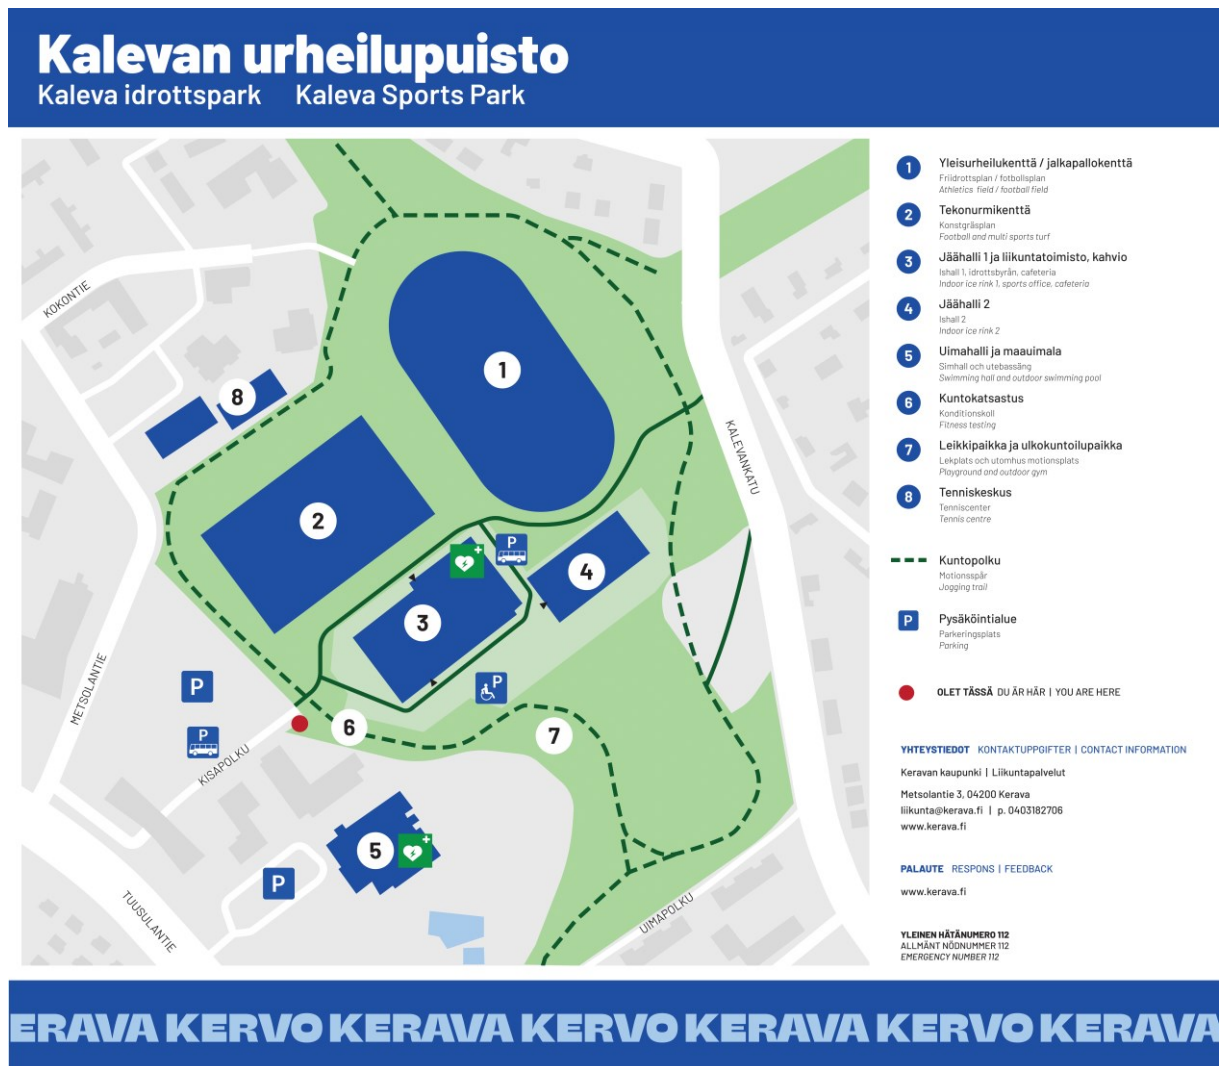 Kalevan urheilupuisto
Kaleva idrottspark Kaleva Sports Park
KOKONTIE
METSOLANTIE
KISAPOLKU
TUUSULANTIE
UIMAPOLKU
KALEVANKATU
1
2
3
4
5
6
7
8
P
P
P
P
P
P
1 Yleisurheilukenttä / jalkapallokenttä
Friidrottsplan / fotbollsplan
Athletics field / football field
2 Tekonurmikenttä
Konstgräsplan
Football and multi sports turf
3 Jäähalli 1 ja liikuntatoimisto, kahvio
Ishall 1, idrottsbyrån, cafeteria
Indoor ice rink 1, sports office, cafeteria
4 Jäähalli 2
Ishall 2
Indoor ice rink 2
5 Uimahalli ja maauimala
Simhall och utebassäng
Swimming hall and outdoor swimming pool
6 Kuntokatsastus
Konditionskoll
Fitness testing
7 Leikkipaikka ja ulkokuntoilupaikka
Lekplats och utomhus motionsplats
Playground and outdoor gym
8 Tenniskeskus
Tenniscenter
Tennis centre
Kuntopolku
Motionsspår
Jogging trail
P Pysäköintialue
Parkeringsplats
Parking
OLET TÄSSÄ DU ÄR HÄR | YOU ARE HERE
YHTEYSTIEDOT KONTAKTUPPGIFTER | CONTACT INFORMATION
Keravan kaupunki | Liikuntapalvelut
Metsolantie 3, 04200 Kerava
liikunta@kerava.fi | p. 0403182706
www.kerava.fi
PALAUTE RESPONS | FEEDBACK
www.kerava.fi
YLEINEN HÄTÄNUMERO 112
ALLMÄNT NÖDNUMMER 112
EMERGENCY NUMBER 112
ERAVA KERVO KERAVA KERVO KERAVA KERVO KERAVA